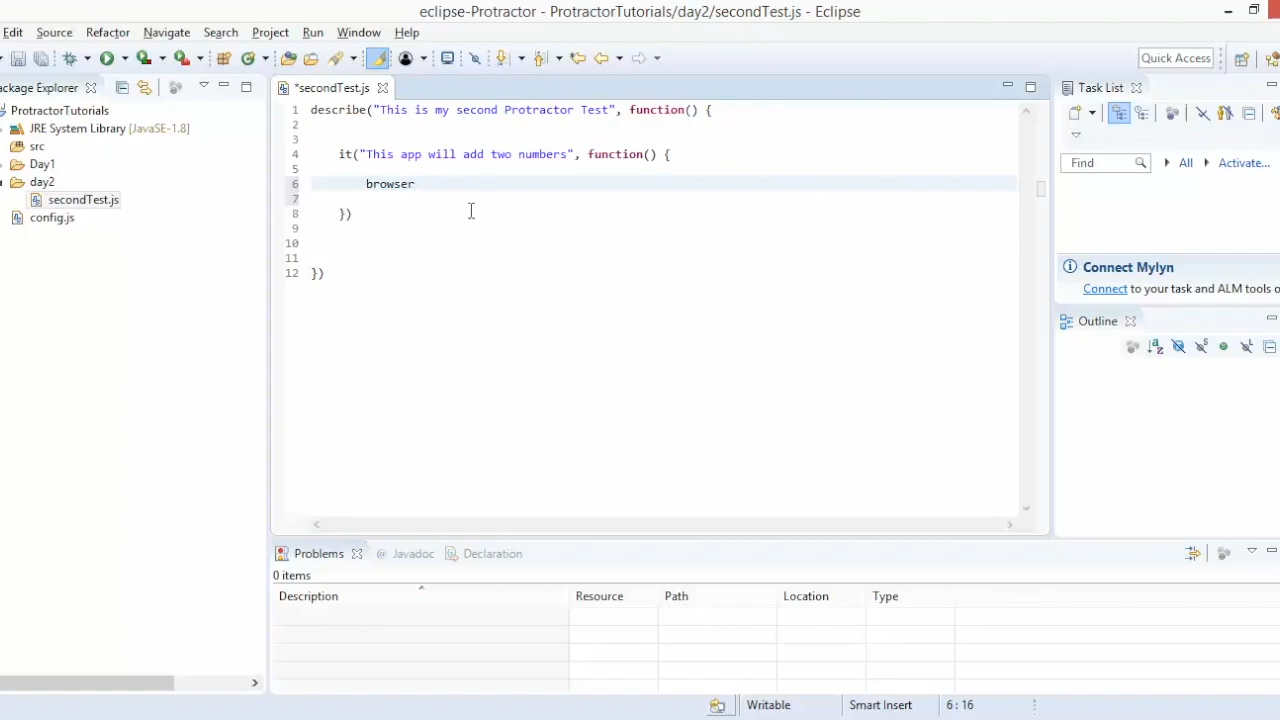 eclipse-Protractor - ProtractorTutorials/day2/secondTest.js - Eclipse
Edit Source Refactor Navigate Search Project Run Window Help
Quick Access
ackage Explorer
ProtractorTutorials
JRE System Library [JavaSE-1.8]
src
Day1
day2
secondTest.js
config.js
*secondTest.js
1 describe("This is my second Protractor Test", function() {
2
3
4 it("This app will add two numbers", function() {
5
6 browser
7
8 })
9
10
11
12 })
Task List
Find All Activate...
Connect Mylyn
Connect to your task and ALM tools o
Outline
Problems @ Javadoc Declaration
0 items
Description Resource Path Location Type
Writable Smart Insert 6 : 16